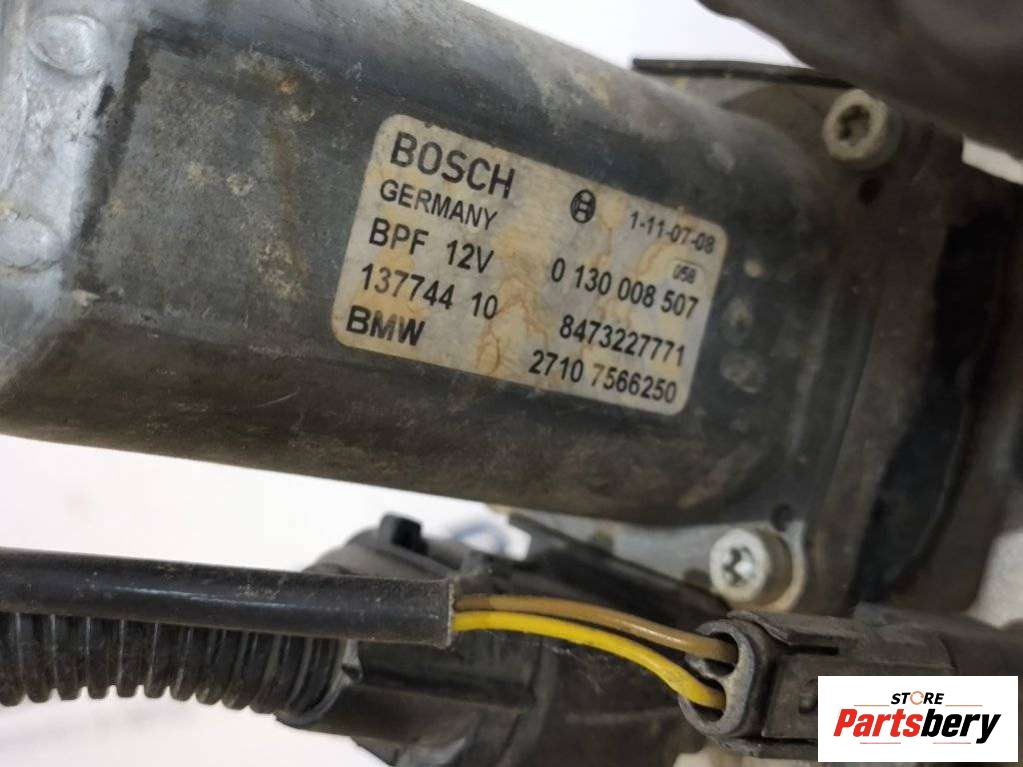 BOSCH
GERMANY 1-11-07-08
BPF 12V 058
0 130 008 507
137744 10 8473227771
BMW 2710 7566250
STORE
Partsbery